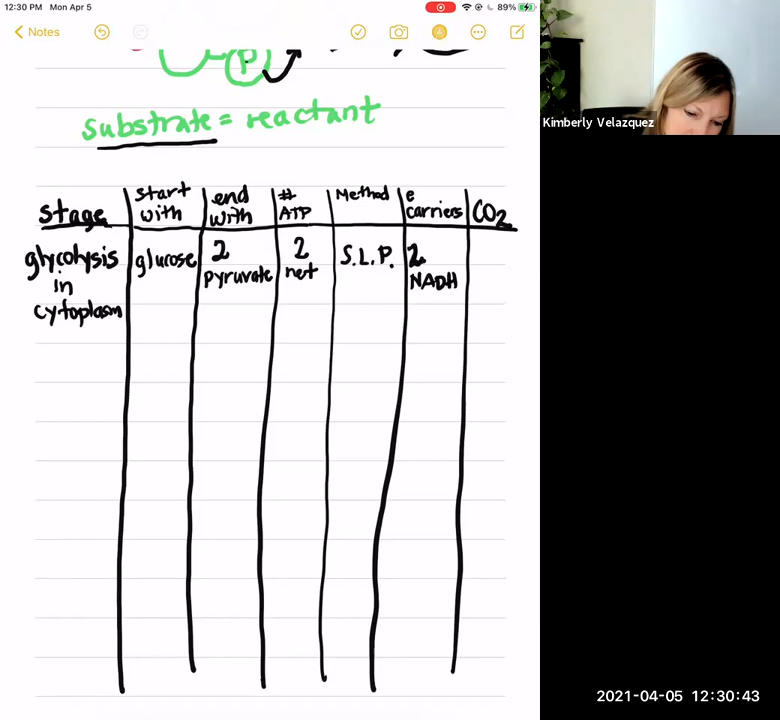 12:30 PM Mon Apr 5
89%
Notes
P
substrate = reactant
stage
start with
end with
# ATP
Method
e carriers
CO2
glycolysis in cytoplasm
glucose
2 pyruvate
2 net
S.L.P.
2 NADH
Kimberly Velazquez
2021-04-05 12:30:43